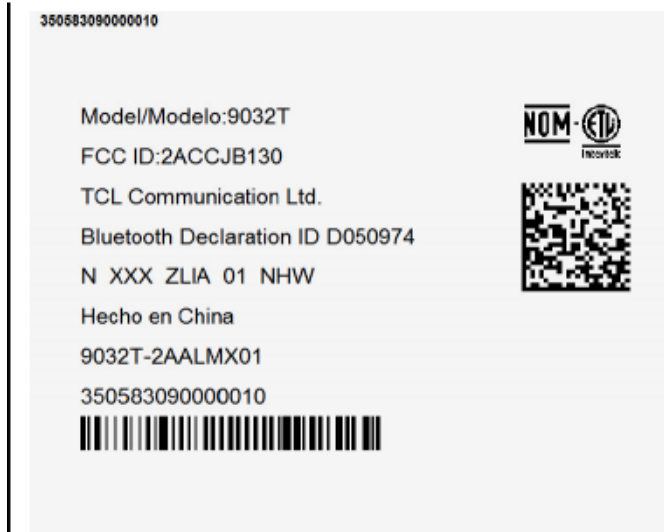 350583090000010
Model/Modelo:9032T
NOM-ETL
Intertek
FCC ID:2ACCJB130
TCL Communication Ltd.
Bluetooth Declaration ID D050974
N XXX ZLIA 01 NHW
Hecho en China
9032T-2AALMX01
350583090000010